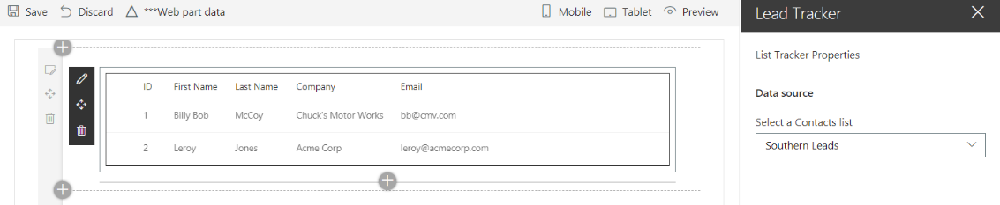 Save Discard ***Web part data Mobile Tablet Preview
Lead Tracker
List Tracker Properties
Data source
Select a Contacts list
Southern Leads
ID First Name Last Name Company Email
1 Billy Bob McCoy Chuck's Motor Works bb@cmv.com
2 Leroy Jones Acme Corp leroy@acmecorp.com